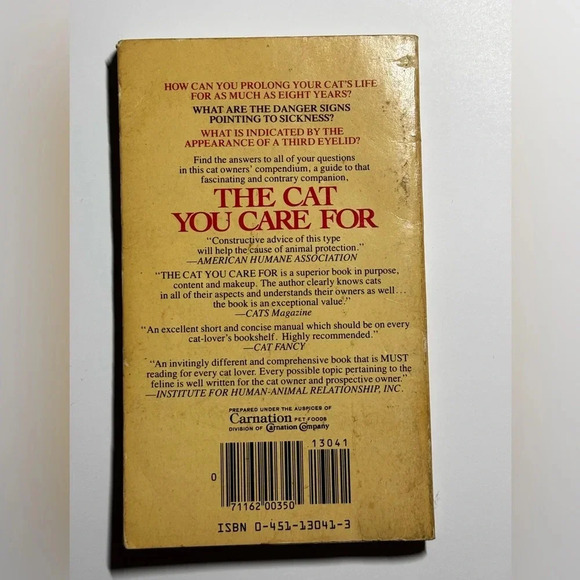 HOW CAN YOU PROLONG YOUR CAT'S LIFE
FOR AS MUCH AS EIGHT YEARS?
WHAT ARE THE DANGER SIGNS
POINTING TO SICKNESS?
WHAT IS INDICATED BY THE
APPEARANCE OF A THIRD EYELID?
Find the answers to all of your questions
in this cat owners' compendium, a guide to that
fascinating and contrary companion,
THE CAT
YOU CARE FOR
"Constructive advice of this type
will help the cause of animal protection."
—AMERICAN HUMANE ASSOCIATION
"THE CAT YOU CARE FOR is a superior book in purpose,
content and makeup. The author clearly knows cats
in all of their aspects and understands their owners as well...
the book is an exceptional value."
—CATS Magazine
"An excellent short and concise manual which should be on every
cat-lover's bookshelf. Highly recommended."
—CAT FANCY
"An invitingly different and comprehensive book that is MUST
reading for every cat lover. Every possible topic pertaining to the
feline is well written for the cat owner and prospective owner."
—INSTITUTE FOR HUMAN-ANIMAL RELATIONSHIP, INC.
PREPARED UNDER THE AUSPICES OF
Carnation PET FOODS
DIVISION OF Carnation Company
13041
0
71162 00350
ISBN 0-451-13041-3